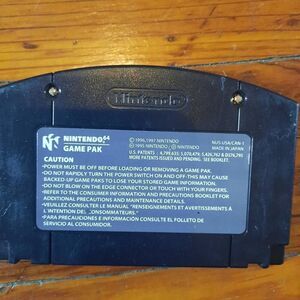 Nintendo
NINTENDO 64
GAME PAK
© 1996, 1997 NINTENDO
© 1995 NINTENDO
U.S. PATENTS 4,799,635; 5,070,479; 5,426,762 & D376,795
MORE PATENTS ISSUED AND PENDING. SEE BOOKLET.
NUS-USA/CAN-1
MADE IN JAPAN
CAUTION
•POWER MUST BE OFF BEFORE LOADING OR REMOVING A GAME PAK.
•DO NOT RAPIDLY TURN THE POWER SWITCH ON AND OFF-THIS MAY CAUSE
BACKED-UP GAME PAKS TO LOSE YOUR STORED GAME INFORMATION.
•DO NOT BLOW ON THE EDGE CONNECTOR OR TOUCH WITH YOUR FINGERS.
•REFER TO THE CONSUMER INFORMATION AND PRECAUTIONS BOOKLET FOR
ADDITIONAL PRECAUTIONS AND MAINTENANCE DETAILS.
•VEUILLEZ CONSULTER LE MANUAL "RENSEIGNEMENTS ET AVERTISSEMENTS À
L'INTENTION DES CONSOMMATEURS."
•PARA PRECAUCIONES E INFORMACIÓN CONSULTE EL FOLLETO DE
SERVICIO AL CONSUMIDOR.